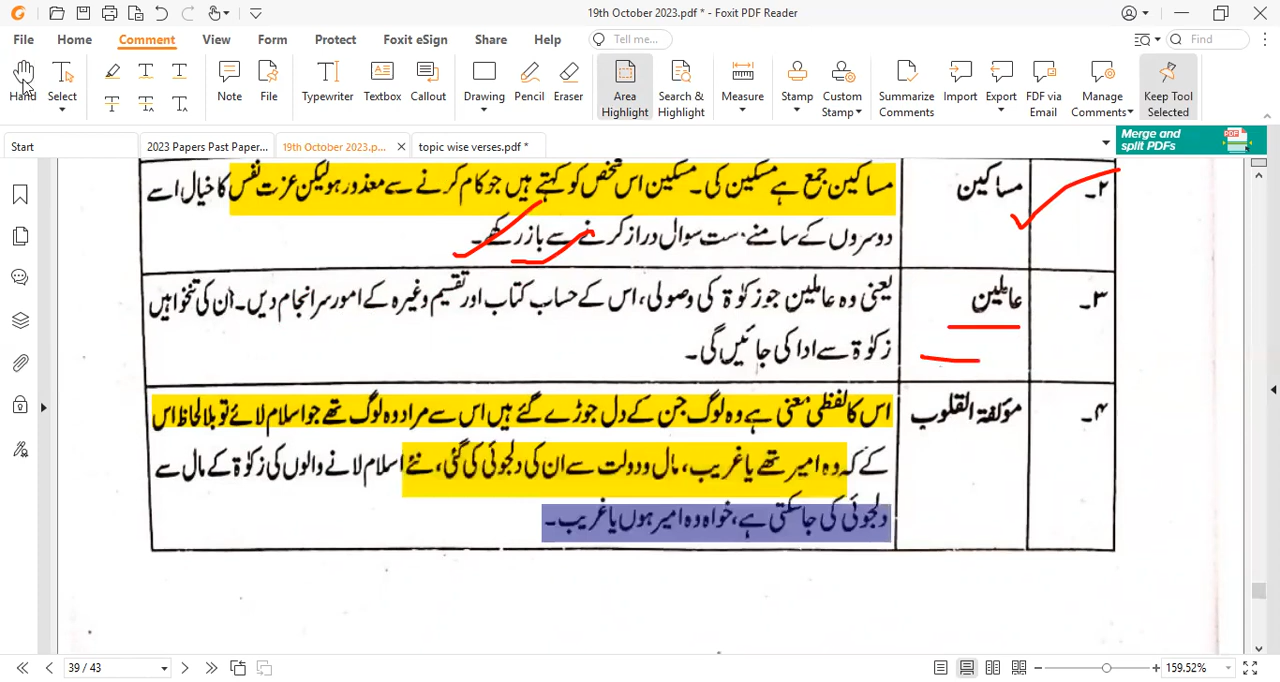 19th October 2023.pdf * - Foxit PDF Reader
File Home Comment View Form Protect Foxit eSign Share Help Tell me... Find
Hand Select Note File Typewriter Textbox Callout Drawing Pencil Eraser Area Highlight Search & Highlight Measure Stamp Custom Stamp Summarize Comments Import Export FDF via Email Manage Comments Keep Tool Selected
Start 2023 Papers Past Paper... 19th October 2023.p... topic wise verses.pdf * Merge and split PDFs PDF
۲۔ مساکین مساکین جمع ہے مسکین کی۔ مسکین اس شخص کو کہتے ہیں جو کام کرنے سے معذور ہو لیکن عزت نفس کا خیال اسے
دوسروں کے سامنے دست سوال دراز کرنے سے باز رکھے۔
۳۔ عاملین یعنی وہ عاملین جو زکوٰۃ کی وصولی، اس کے حساب کتاب اور تقسیم وغیرہ کے امور سرانجام دیں۔ ان کی تنخواہیں
زکوٰۃ سے ادا کی جائیں گی۔
۴۔ مؤلفۃ القلوب اس کا لفظی معنی ہے وہ لوگ جن کے دل جوڑے گئے ہیں اس سے مراد وہ لوگ تھے جو اسلام لائے تو بلا لحاظ اس
کے کہ وہ امیر تھے یا غریب، مال و دولت سے ان کی دلجوئی کی گئی، نئے اسلام لانے والوں کی زکوٰۃ کے مال سے
دلجوئی کی جاسکتی ہے، خواہ وہ امیر ہوں یا غریب۔
39 / 43 159.52%